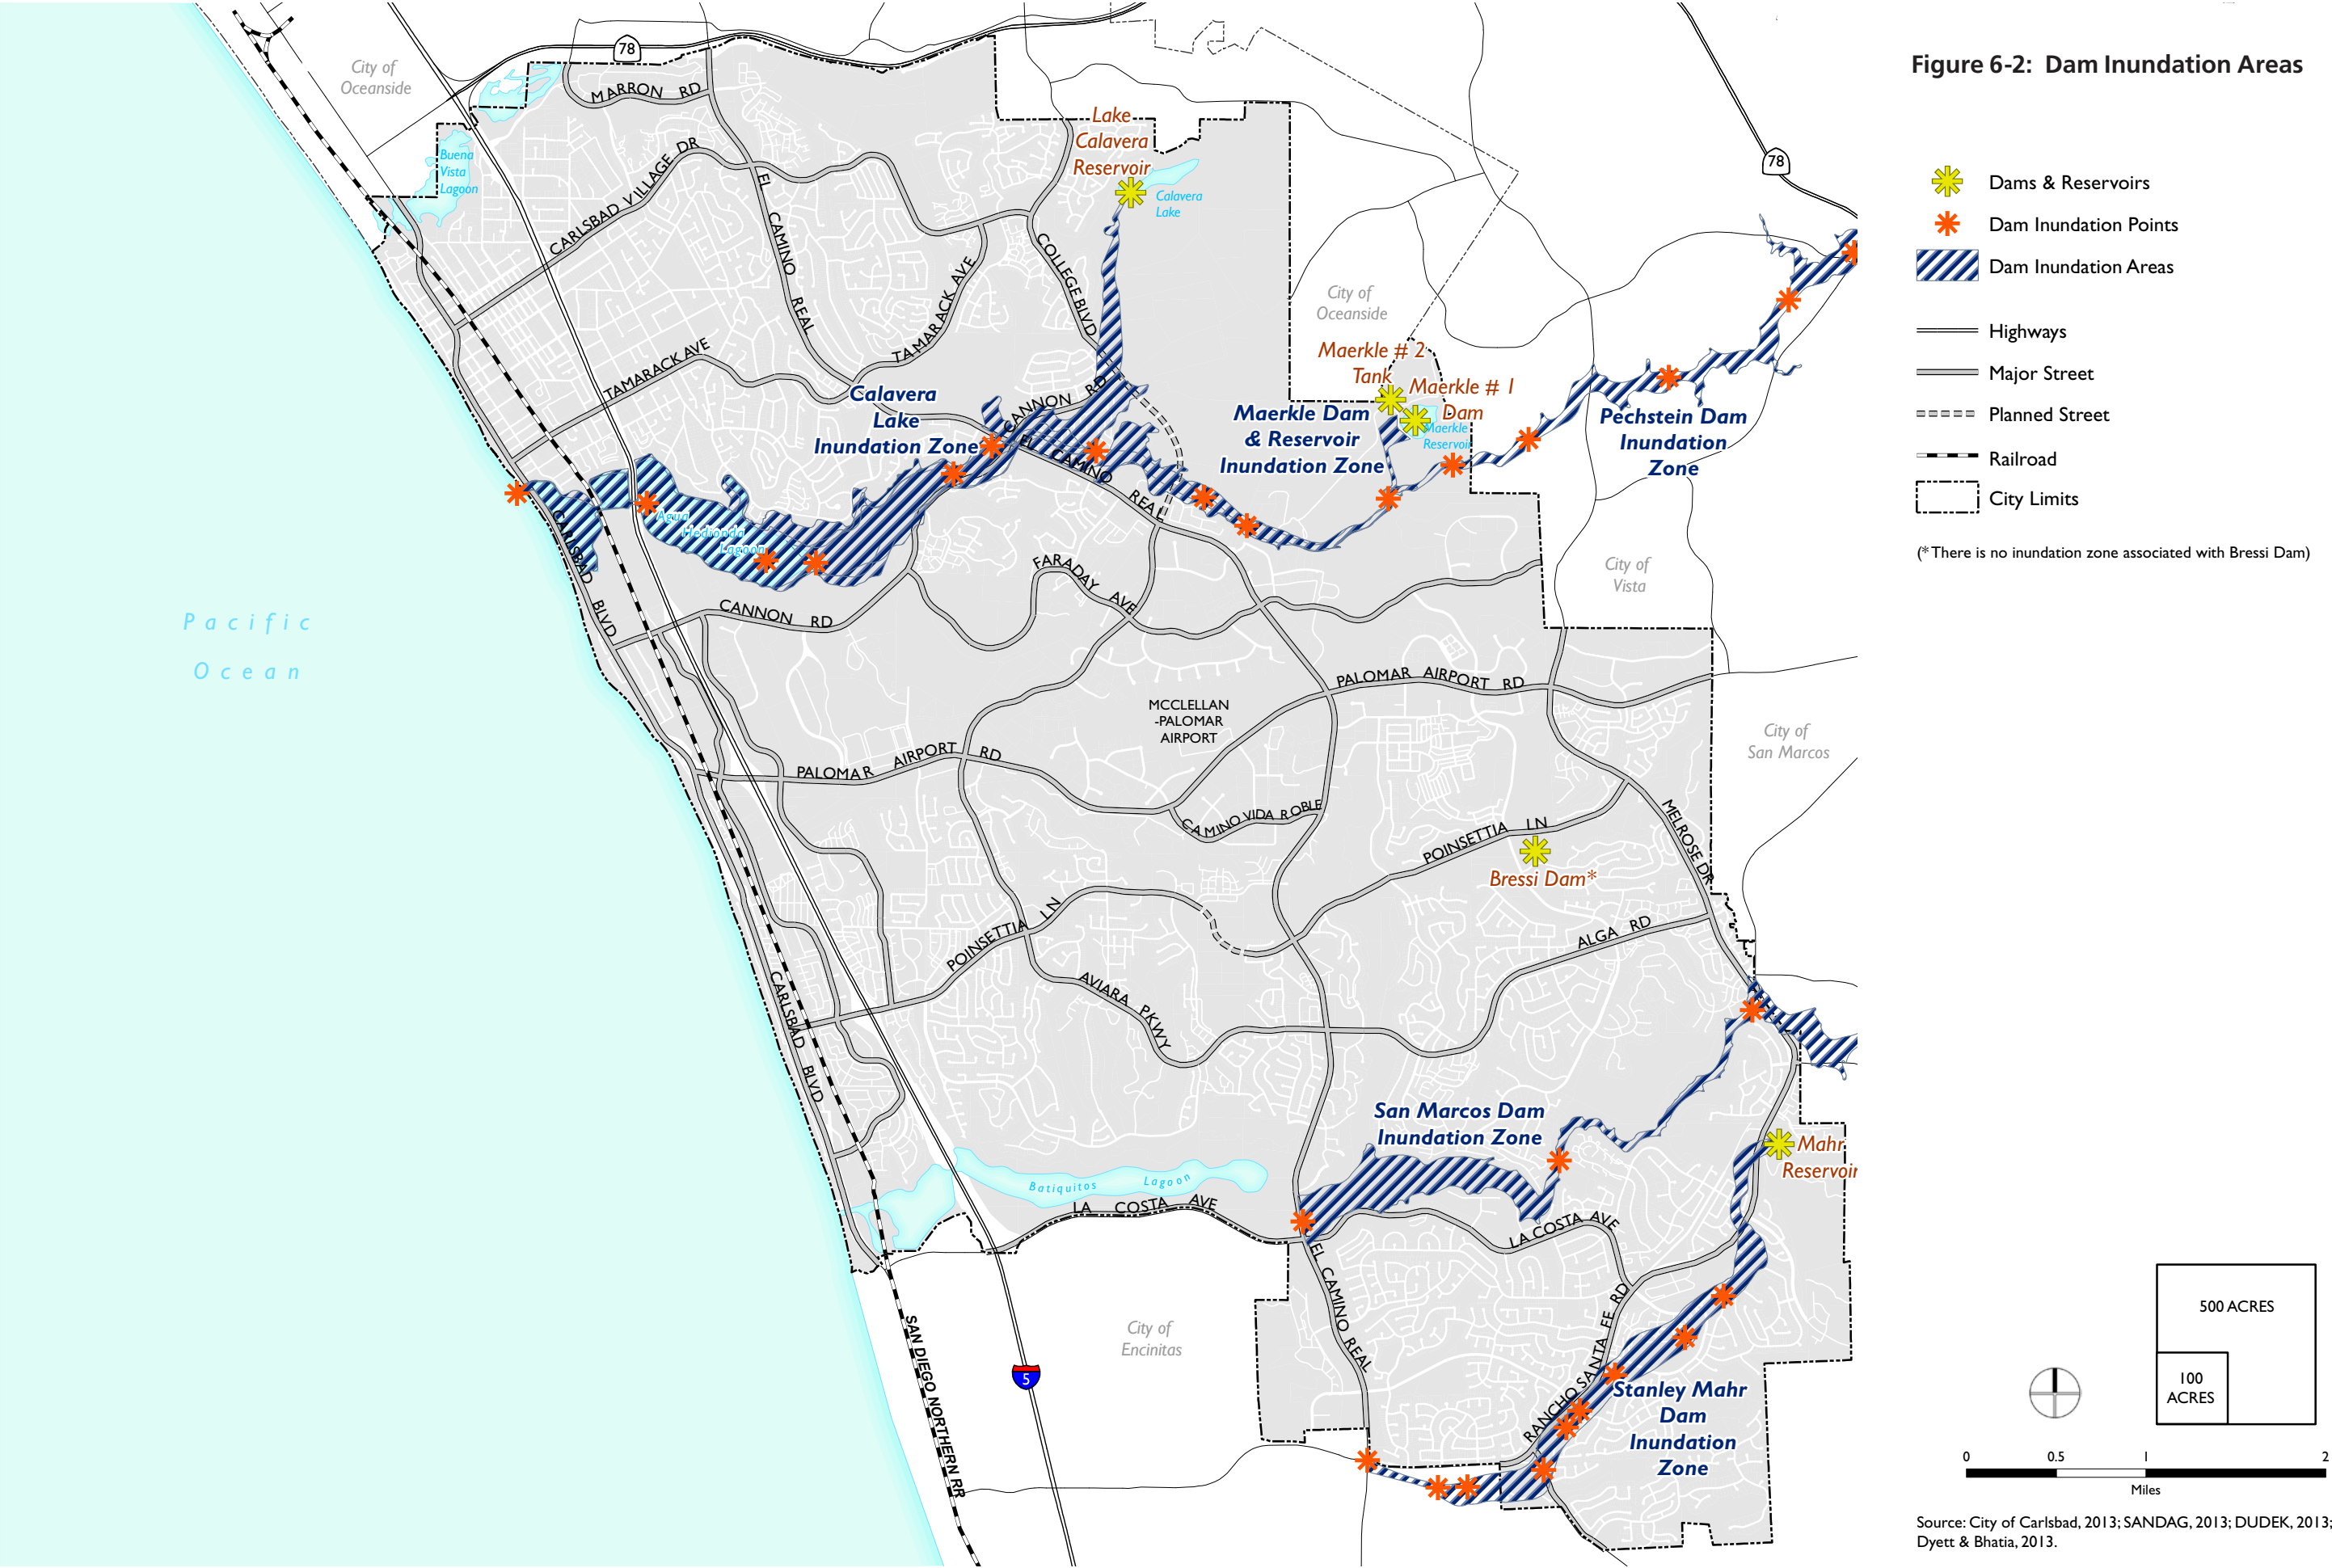 Figure 6-2: Dam Inundation Areas
Dams & Reservoirs
Dam Inundation Points
Dam Inundation Areas
Highways
Major Street
Planned Street
Railroad
City Limits
(* There is no inundation zone associated with Bressi Dam)
500 ACRES
100
ACRES
0 0.5 1 2
Miles
Source: City of Carlsbad, 2013; SANDAG, 2013; DUDEK, 2013;
Dyett & Bhatia, 2013.
78
City of
Oceanside
MARRON RD
Buena
Vista
Lagoon
CARLSBAD VILLAGE DR
EL CAMINO REAL
Lake
Calavera
Reservoir
Calavera
Lake
COLLEGE BLVD
TAMARACK AVE
TAMARACK AVE
78
City of
Oceanside
Maerkle # 2
Tank
Maerkle # 1
Dam
Maerkle
Reservoir
Maerkle Dam
& Reservoir
Inundation Zone
Pechstein Dam
Inundation
Zone
Calavera
Lake
Inundation Zone
CANNON RD
EL CAMINO REAL
Agua
Hedionda
Lagoon
CARLSBAD BLVD
CANNON RD
FARADAY AVE
City of
Vista
Pacific
Ocean
MCCLELLAN
-PALOMAR
AIRPORT
PALOMAR AIRPORT RD
PALOMAR AIRPORT RD
City of
San Marcos
CAMINO VIDA ROBLE
POINSETTIA LN
MELROSE DR
Bressi Dam*
POINSETTIA LN
ALGA RD
AVIARA PKWY
CARLSBAD BLVD
San Marcos Dam
Inundation Zone
Mahr
Reservoir
Batiquitos Lagoon
LA COSTA AVE
LA COSTA AVE
EL CAMINO REAL
RANCHO SANTA FE RD
City of
Encinitas
5
SAN DIEGO NORTHERN RR
Stanley Mahr
Dam
Inundation
Zone